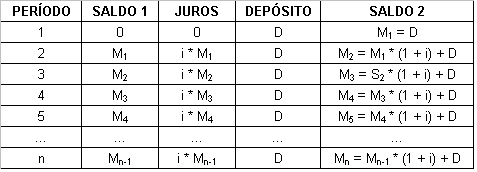 PERÍODO SALDO 1 JUROS DEPÓSITO SALDO 2
1 0 0 D M1 = D
2 M1 i * M1 D M2 = M1 * (1 + i) + D
3 M2 i * M2 D M3 = S2 * (1 + i) + D
4 M3 i * M3 D M4 = M3 * (1 + i) + D
5 M4 i * M4 D M5 = M4 * (1 + i) + D
... ... ... ... ...
n Mn-1 i * Mn-1 D Mn = Mn-1 * (1 + i) + D